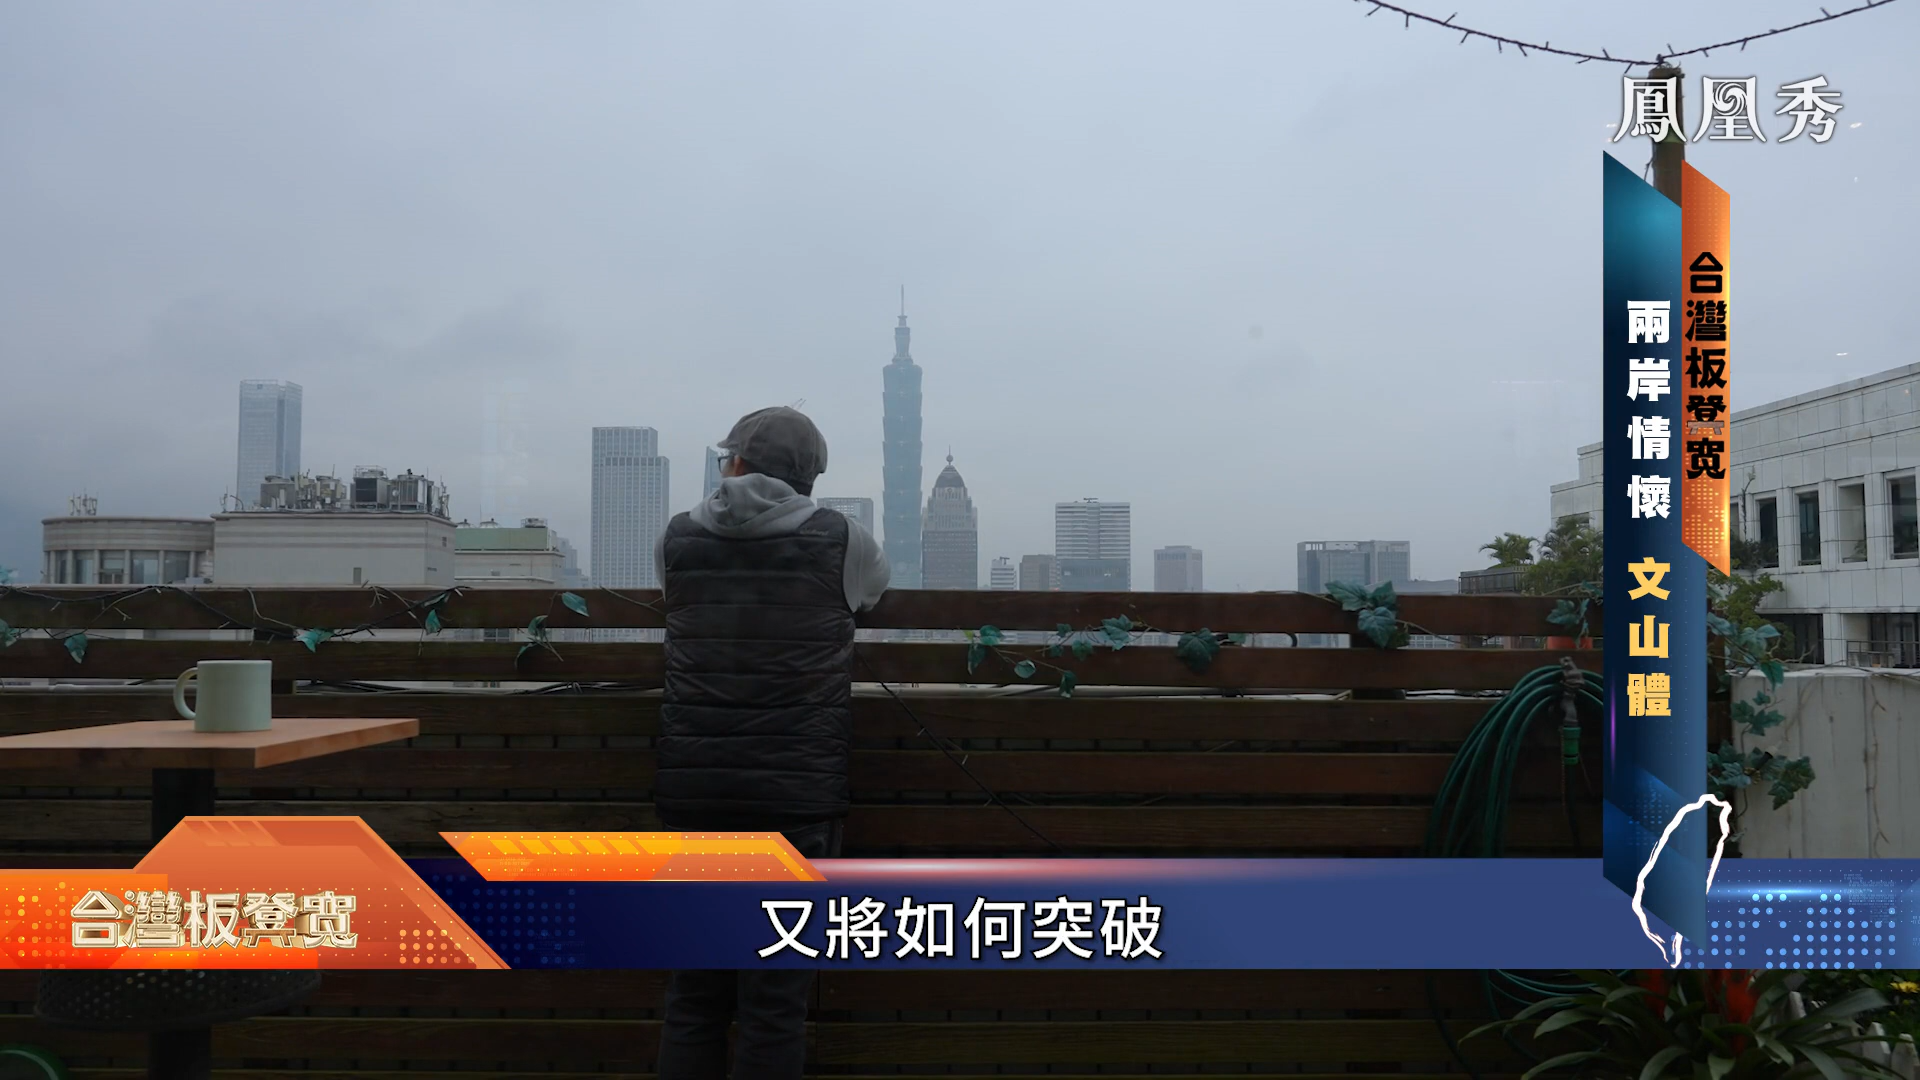 鳳凰秀
台灣板凳寬
兩岸情懷 文山體
台灣板凳寬
又將如何突破